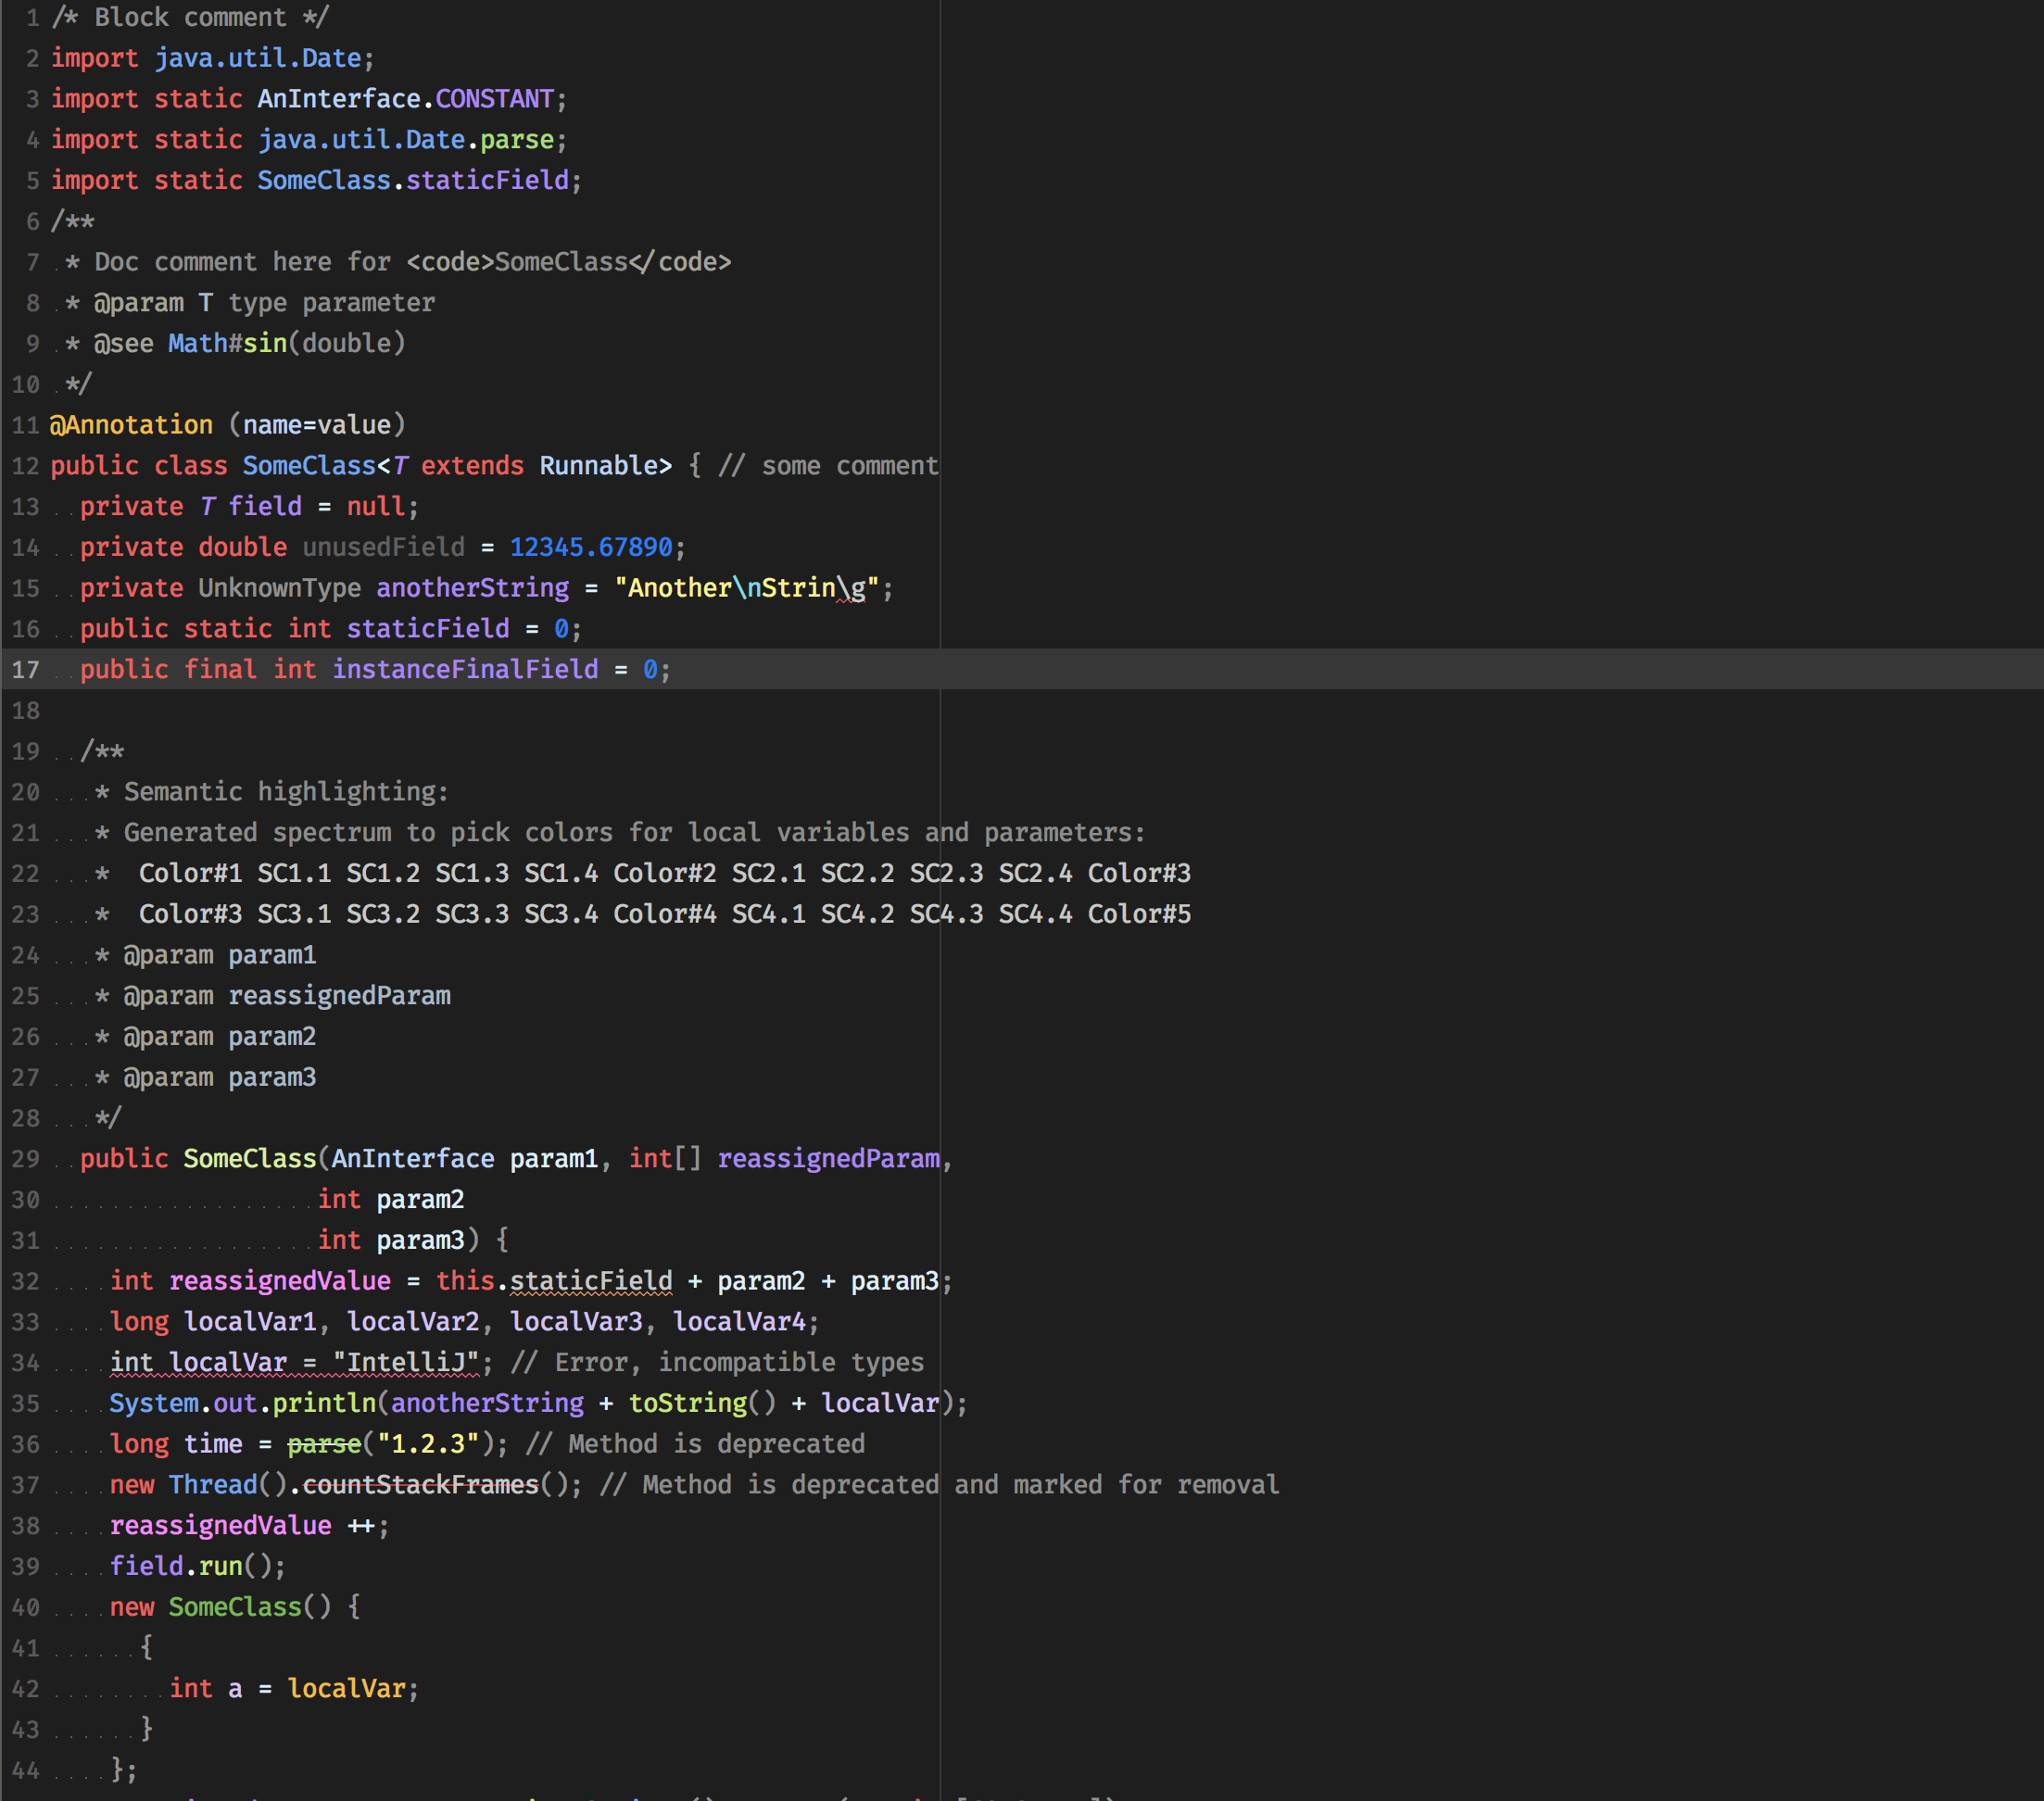 1 /* Block comment */
2 import java.util.Date;
3 import static AnInterface.CONSTANT;
4 import static java.util.Date.parse;
5 import static SomeClass.staticField;
6 /**
7  * Doc comment here for <code>SomeClass</code>
8  * @param T type parameter
9  * @see Math#sin(double)
10  */
11 @Annotation (name=value)
12 public class SomeClass<T extends Runnable> { // some comment
13   private T field = null;
14   private double unusedField = 12345.67890;
15   private UnknownType anotherString = "Another\nStrin\g";
16   public static int staticField = 0;
17   public final int instanceFinalField = 0;
18
19   /**
20    * Semantic highlighting:
21    * Generated spectrum to pick colors for local variables and parameters:
22    *  Color#1 SC1.1 SC1.2 SC1.3 SC1.4 Color#2 SC2.1 SC2.2 SC2.3 SC2.4 Color#3
23    *  Color#3 SC3.1 SC3.2 SC3.3 SC3.4 Color#4 SC4.1 SC4.2 SC4.3 SC4.4 Color#5
24    * @param param1
25    * @param reassignedParam
26    * @param param2
27    * @param param3
28    */
29   public SomeClass(AnInterface param1, int[] reassignedParam,
30                   int param2
31                   int param3) {
32     int reassignedValue = this.staticField + param2 + param3;
33     long localVar1, localVar2, localVar3, localVar4;
34     int localVar = "IntelliJ"; // Error, incompatible types
35     System.out.println(anotherString + toString() + localVar);
36     long time = parse("1.2.3"); // Method is deprecated
37     new Thread().countStackFrames(); // Method is deprecated and marked for removal
38     reassignedValue ++;
39     field.run();
40     new SomeClass() {
41       {
42         int a = localVar;
43       }
44     };